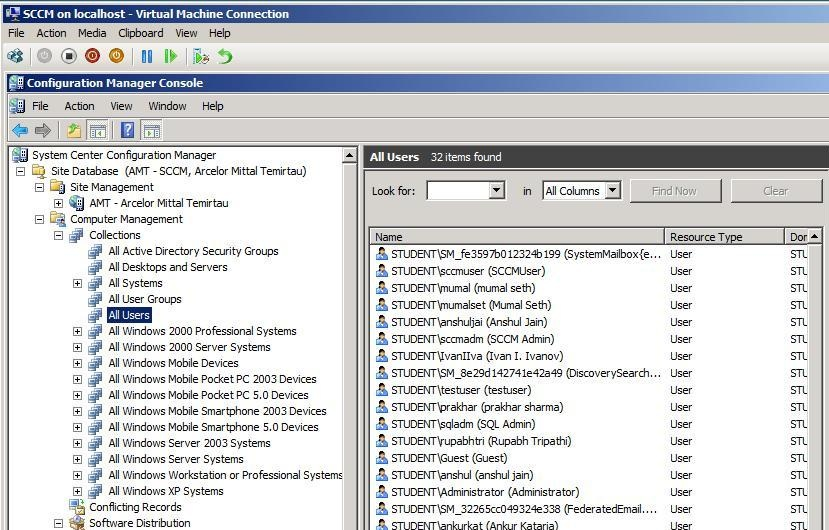 SCCM on localhost - Virtual Machine Connection
File Action Media Clipboard View Help
Configuration Manager Console
File Action View Window Help
System Center Configuration Manager
Site Database (AMT - SCCM, Arcelor Mittal Temirtau)
Site Management
AMT - Arcelor Mittal Temirtau
Computer Management
Collections
All Active Directory Security Groups
All Desktops and Servers
All Systems
All User Groups
All Users
All Windows 2000 Professional Systems
All Windows 2000 Server Systems
All Windows Mobile Devices
All Windows Mobile Pocket PC 2003 Devices
All Windows Mobile Pocket PC 5.0 Devices
All Windows Mobile Smartphone 2003 Devices
All Windows Mobile Smartphone 5.0 Devices
All Windows Server 2003 Systems
All Windows Server Systems
All Windows Workstation or Professional Systems
All Windows XP Systems
Conflicting Records
Software Distribution
All Users 32 items found
Look for: in All Columns Find Now Clear
Name Resource Type Dor
STUDENT\SM_fe3597b012324b199 (SystemMailbox{e... User STU
STUDENT\sccmuser (SCCMUser) User STU
STUDENT\mumal (mumal seth) User STU
STUDENT\mumalset (Mumal Seth) User STU
STUDENT\anshuljai (Anshul Jain) User STU
STUDENT\sccmadm (SCCM Admin) User STU
STUDENT\IvanIIva (Ivan I. Ivanov) User STU
STUDENT\SM_8e29d142741e42a49 (DiscoverySearch... User STU
STUDENT\testuser (testuser) User STU
STUDENT\prakhar (prakhar sharma) User STU
STUDENT\sqladm (SQL Admin) User STU
STUDENT\rupabhtri (Rupabh Tripathi) User STU
STUDENT\Guest (Guest) User STU
STUDENT\anshul (anshul jain) User STU
STUDENT\Administrator (Administrator) User STU
STUDENT\SM_32265cc049324e338 (FederatedEmail.... User STU
STUDENT\ankurkat (Ankur Kataria) User STU